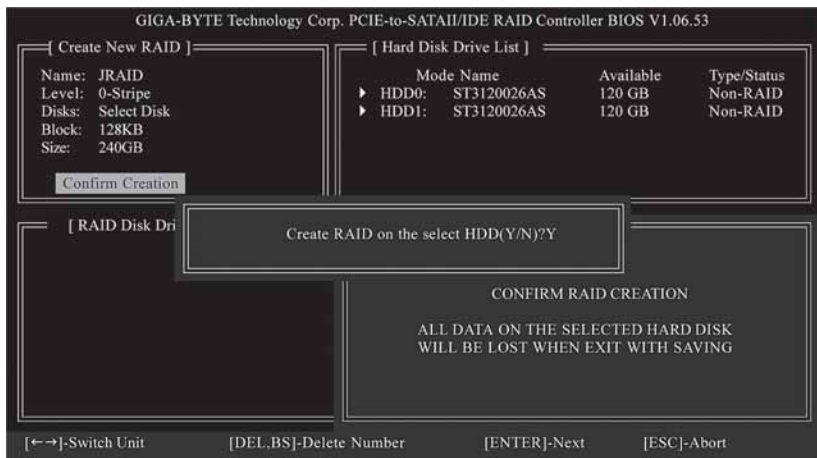 GIGA-BYTE Technology Corp. PCIE-to-SATAII/IDE RAID Controller BIOS V1.06.53
[ Create New RAID ]
Name: JRAID
Level: 0-Stripe
Disks: Select Disk
Block: 128KB
Size: 240GB
Confirm Creation
[ Hard Disk Drive List ]
Mode Name Available Type/Status
HDD0: ST3120026AS 120 GB Non-RAID
HDD1: ST3120026AS 120 GB Non-RAID
[ RAID Disk Dri
Create RAID on the select HDD(Y/N)?Y
CONFIRM RAID CREATION
ALL DATA ON THE SELECTED HARD DISK
WILL BE LOST WHEN EXIT WITH SAVING
[←→]-Switch Unit [DEL,BS]-Delete Number [ENTER]-Next [ESC]-Abort